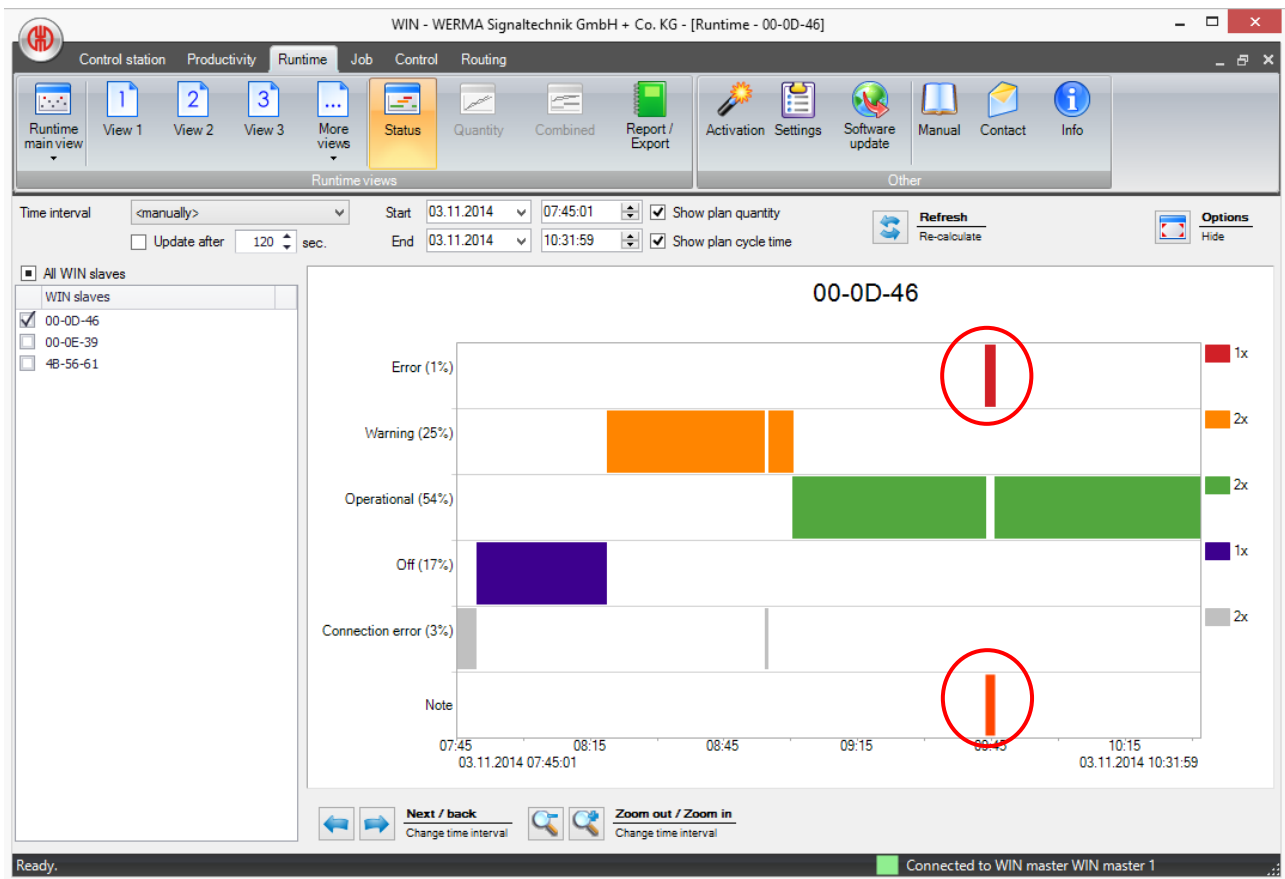 WIN - WERMA Signaltechnik GmbH + Co. KG - [Runtime - 00-0D-46]
Control station Productivity Runtime Job Control Routing
Runtime main view
View 1
View 2
View 3
More views
Status
Quantity
Combined
Report / Export
Activation
Settings
Software update
Manual
Contact
Info
Runtime views
Other
Time interval <manually> Start 03.11.2014 07:45:01 Show plan quantity
Update after 120 sec. End 03.11.2014 10:31:59 Show plan cycle time
Refresh
Re-calculate
Options
Hide
All WIN slaves
WIN slaves
00-0D-46
00-0E-39
4B-56-61
00-0D-46
Error (1%) 1x
Warning (25%) 2x
Operational (54%) 2x
Off (17%) 1x
Connection error (3%) 2x
Note
07:45 08:15 08:45 09:15 09:45 10:15
03.11.2014 07:45:01 03.11.2014 10:31:59
Next / back
Change time interval
Zoom out / Zoom in
Change time interval
Ready. Connected to WIN master WIN master 1